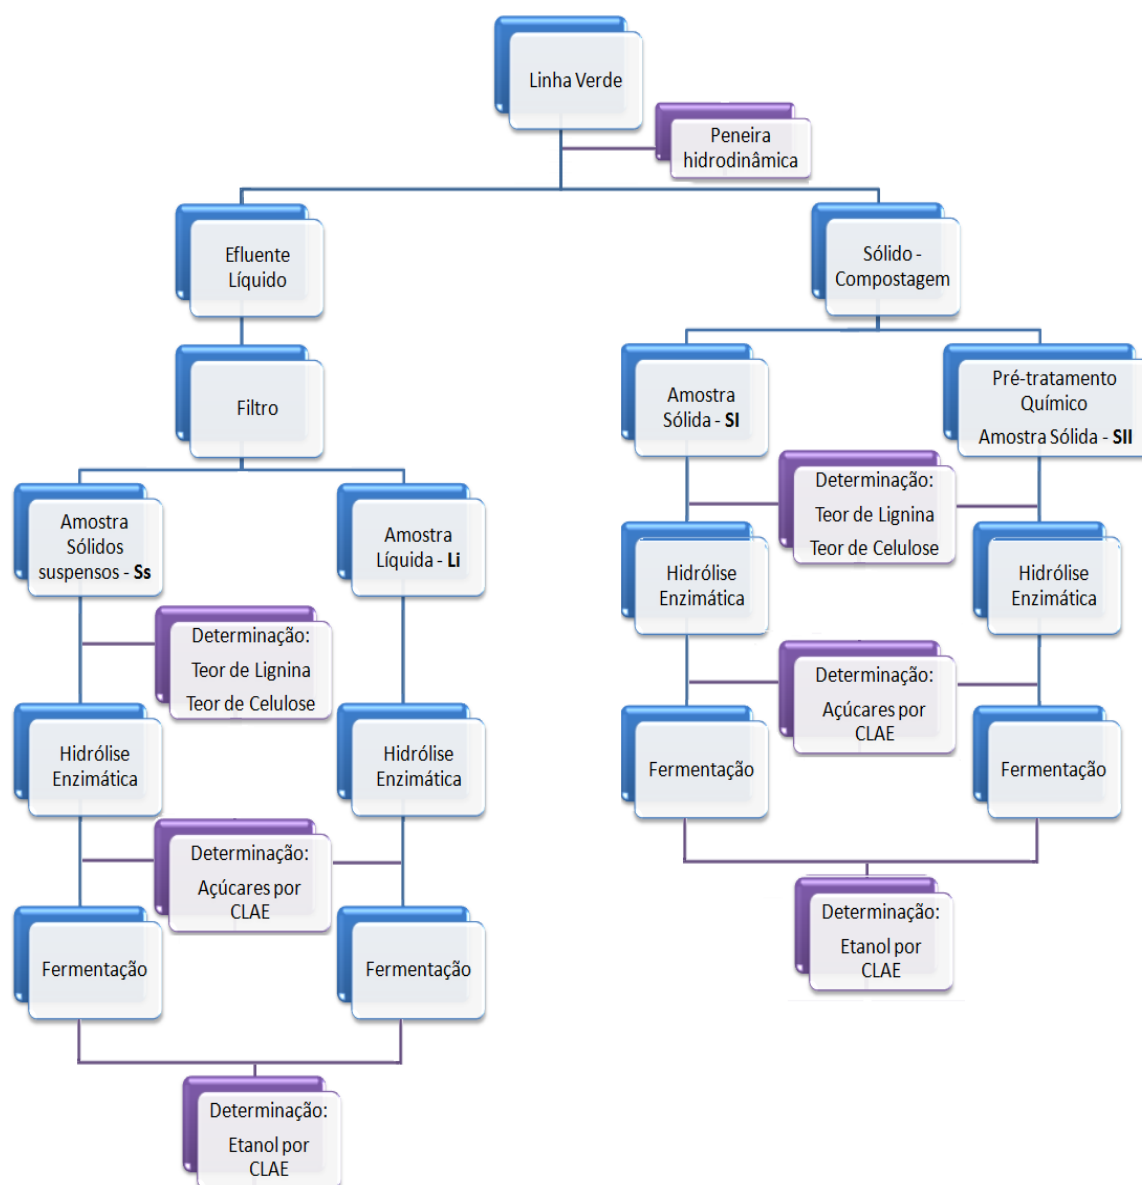 Linha Verde
Peneira
hidrodinâmica
Efluente
Líquido
Sólido -
Compostagem
Filtro
Amostra
Sólida - SI
Pré-tratamento
Químico
Amostra Sólida - SII
Determinação:
Teor de Lignina
Teor de Celulose
Amostra
Sólidos
suspensos - Ss
Amostra
Líquida - Li
Hidrólise
Enzimática
Hidrólise
Enzimática
Determinação:
Teor de Lignina
Teor de Celulose
Determinação:
Açúcares por
CLAE
Hidrólise
Enzimática
Hidrólise
Enzimática
Fermentação
Fermentação
Determinação:
Açúcares por
CLAE
Fermentação
Fermentação
Determinação:
Etanol por
CLAE
Determinação:
Etanol por
CLAE